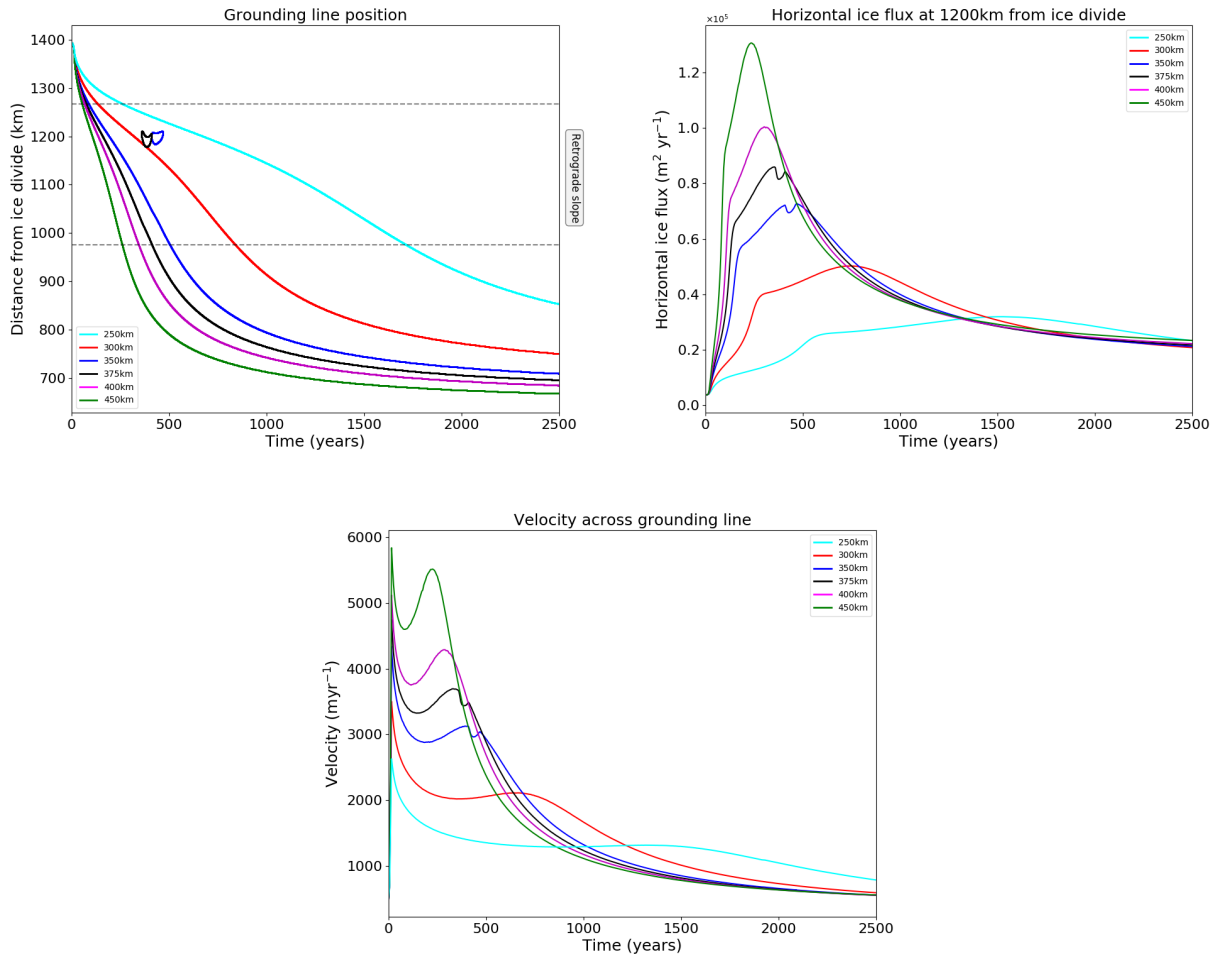 Grounding line position
Distance from ice divide (km)
1400
1300
1200
1100
1000
900
800
700
250km
300km
350km
375km
400km
450km
0
500
1000
1500
2000
2500
Time (years)
Retrograde slope
Horizontal ice flux at 1200km from ice divide
×10⁵
Horizontal ice flux (m² yr⁻¹)
1.2
1.0
0.8
0.6
0.4
0.2
0.0
250km
300km
350km
375km
400km
450km
0
500
1000
1500
2000
2500
Time (years)
Velocity across grounding line
Velocity (myr⁻¹)
6000
5000
4000
3000
2000
1000
250km
300km
350km
375km
400km
450km
0
500
1000
1500
2000
2500
Time (years)